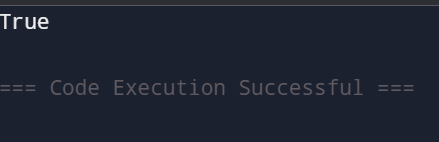 True
=== Code Execution Successful ===